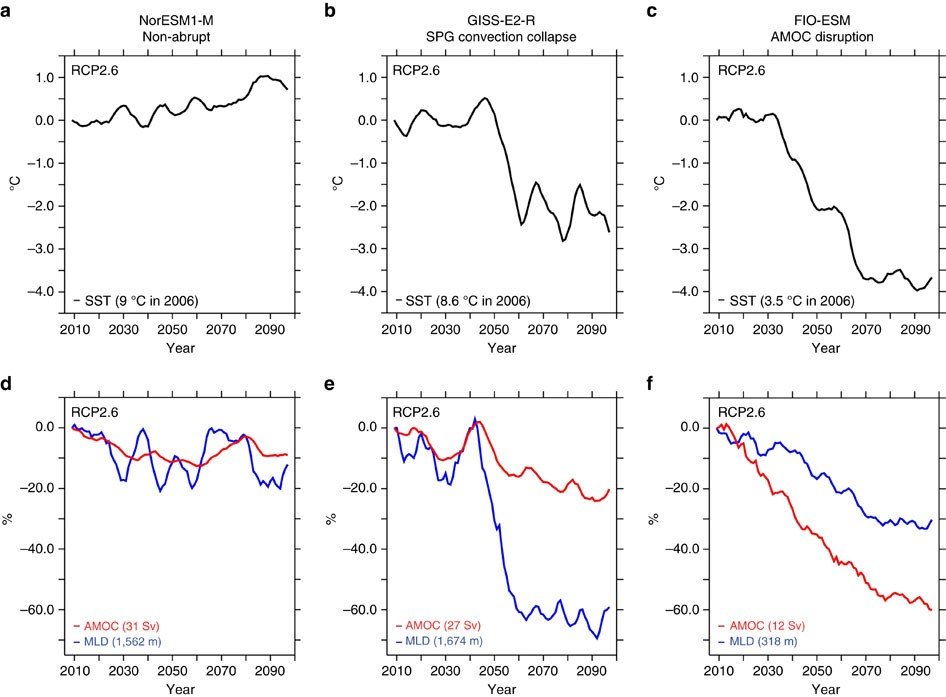 a
NorESM1-M
Non-abrupt
RCP2.6
1.0
0.0
−1.0
−2.0
−3.0
−4.0
°C
− SST (9 °C in 2006)
2010 2030 2050 2070 2090
Year
b
GISS-E2-R
SPG convection collapse
RCP2.6
1.0
0.0
−1.0
−2.0
−3.0
−4.0
°C
− SST (8.6 °C in 2006)
2010 2030 2050 2070 2090
Year
c
FIO-ESM
AMOC disruption
RCP2.6
1.0
0.0
−1.0
−2.0
−3.0
−4.0
°C
− SST (3.5 °C in 2006)
2010 2030 2050 2070 2090
Year
d
RCP2.6
0.0
−20.0
−40.0
−60.0
%
− AMOC (31 Sv)
− MLD (1,562 m)
2010 2030 2050 2070 2090
Year
e
RCP2.6
0.0
−20.0
−40.0
−60.0
%
− AMOC (27 Sv)
− MLD (1,674 m)
2010 2030 2050 2070 2090
Year
f
RCP2.6
0.0
−20.0
−40.0
−60.0
%
− AMOC (12 Sv)
− MLD (318 m)
2010 2030 2050 2070 2090
Year